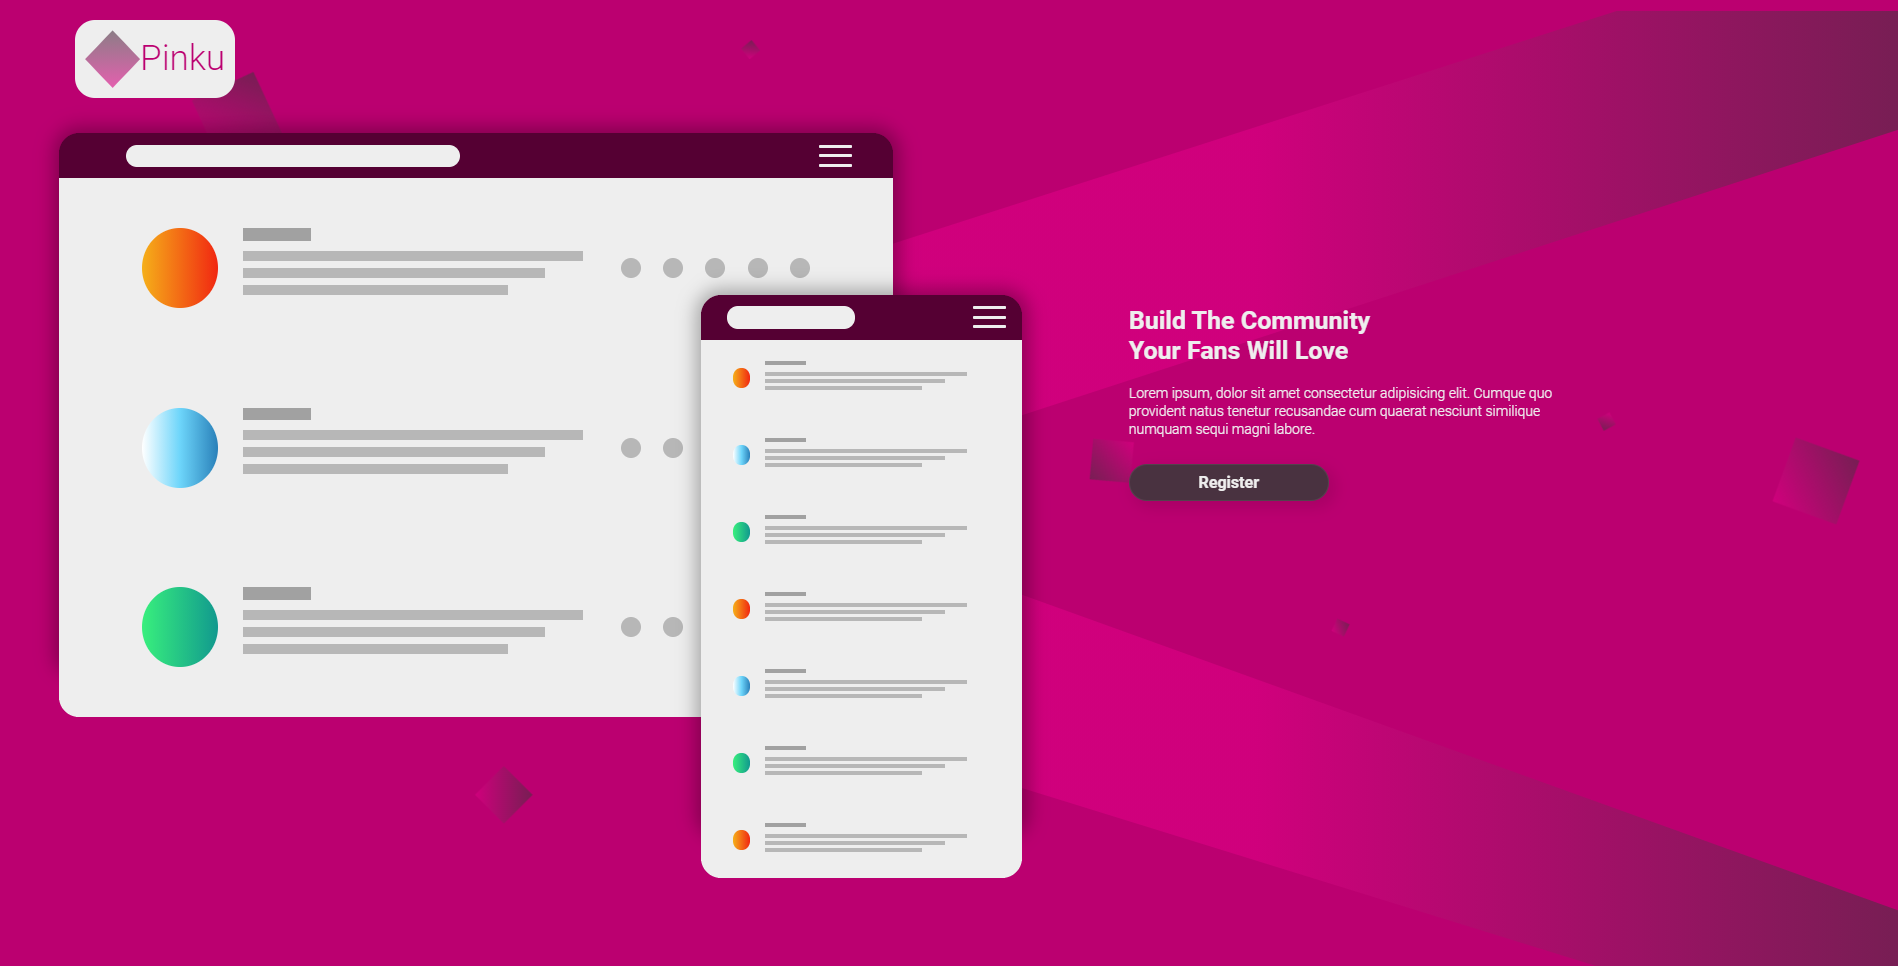 Pinku
Build The Community
Your Fans Will Love
Lorem ipsum, dolor sit amet consectetur adipisicing elit. Cumque quo
provident natus tenetur recusandae cum quaerat nesciunt similique
numquam sequi magni labore.
Register